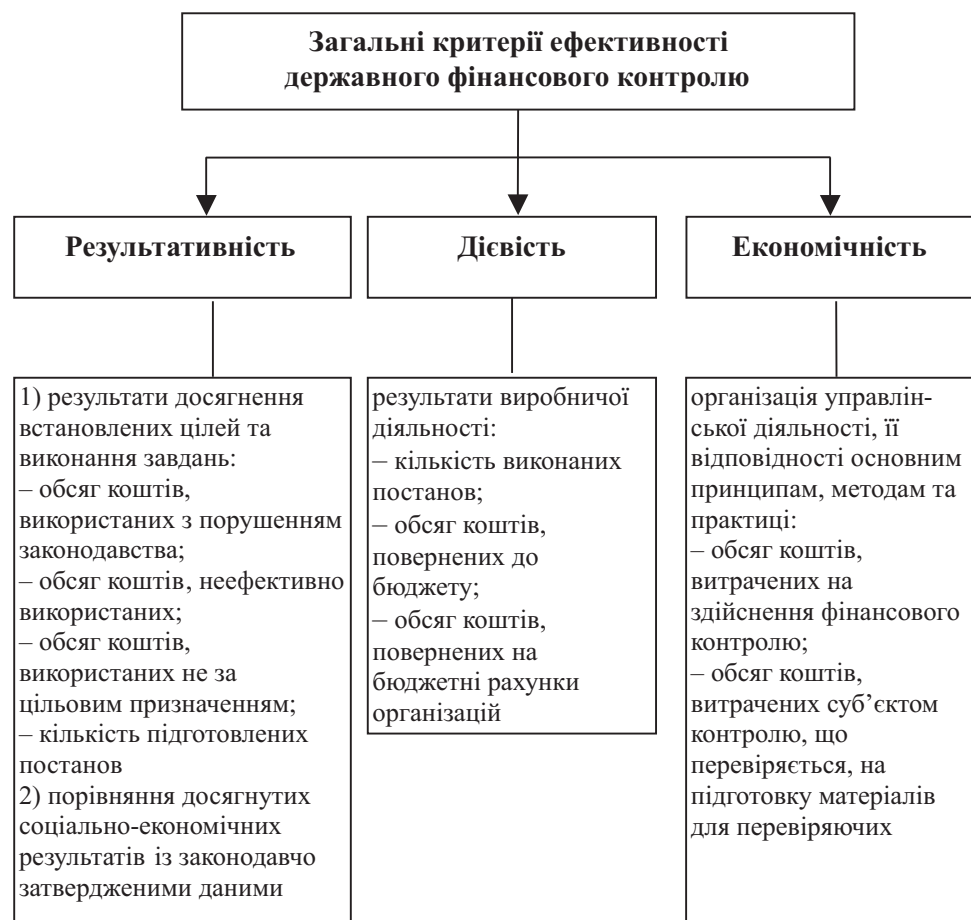 Загальні критерії ефективності
державного фінансового контролю
Результативність
Дієвість
Економічність
1) результати досягнення
встановлених цілей та
виконання завдань:
– обсяг коштів,
використаних з порушенням
законодавства;
– обсяг коштів, неефективно
використаних;
– обсяг коштів,
використаних не за
цільовим призначенням;
– кількість підготовлених
постанов
2) порівняння досягнутих
соціально-економічних
результатів із законодавчо
затвердженими даними
результати виробничої
діяльності:
– кількість виконаних
постанов;
– обсяг коштів,
повернених до
бюджету;
– обсяг коштів,
повернених на
бюджетні рахунки
організацій
організація управлін-
ської діяльності, її
відповідності основним
принципам, методам та
практиці:
– обсяг коштів,
витрачених на
здійснення фінансового
контролю;
– обсяг коштів,
витрачених суб’єктом
контролю, що
перевіряється, на
підготовку матеріалів
для перевіряючих